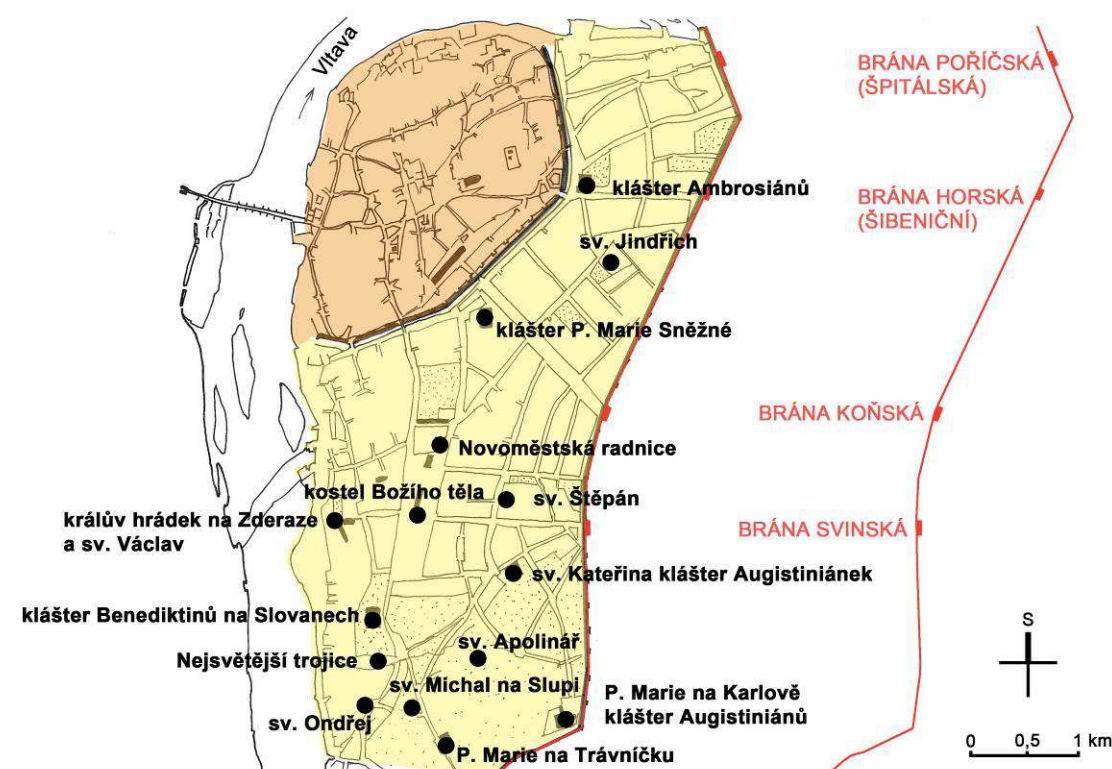 Vltava
BRÁNA POŘÍČSKÁ
(ŠPITÁLSKÁ)
klášter Ambrosiánů
BRÁNA HORSKÁ
(ŠIBENIČNÍ)
sv. Jindřich
klášter P. Marie Sněžné
BRÁNA KOŇSKÁ
Novoměstská radnice
kostel Božího těla
sv. Štěpán
králův hrádek na Zderaze
a sv. Václav
BRÁNA SVINSKÁ
sv. Kateřina klášter Augistiniánek
klášter Benediktinů na Slovanech
sv. Apolinář
Nejsvětější trojice
sv. Michal na Slupi
P. Marie na Karlově
klášter Augistiniánů
sv. Ondřej
P. Marie na Trávníčku
S
0 0,5 1 km